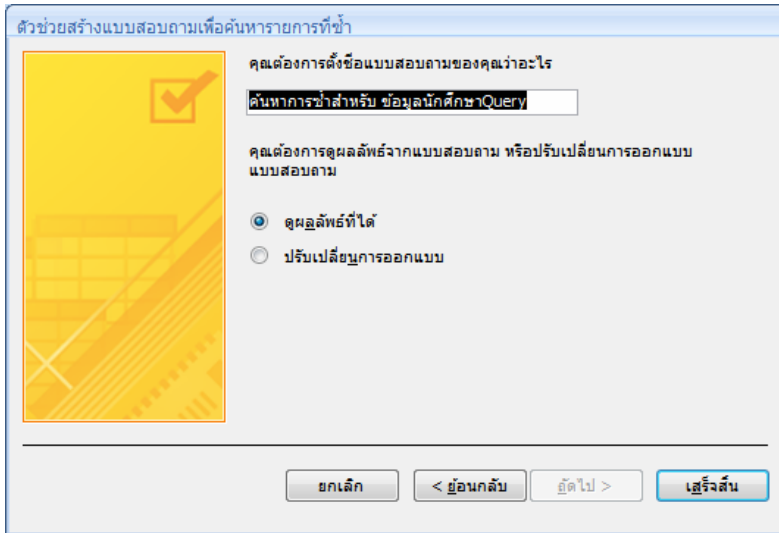 ตัวช่วยสร้างแบบสอบถามเพื่อค้นหารายการที่ซ้ำ
คุณต้องการตั้งชื่อแบบสอบถามของคุณว่าอะไร
ค้นหาการซ้ำสำหรับ ข้อมูลนักศึกษาQuery
คุณต้องการดูผลลัพธ์จากแบบสอบถาม หรือปรับเปลี่ยนการออกแบบ
แบบสอบถาม
ดูผลลัพธ์ที่ได้
ปรับเปลี่ยนการออกแบบ
ยกเลิก
< ย้อนกลับ
ถัดไป >
เสร็จสิ้น